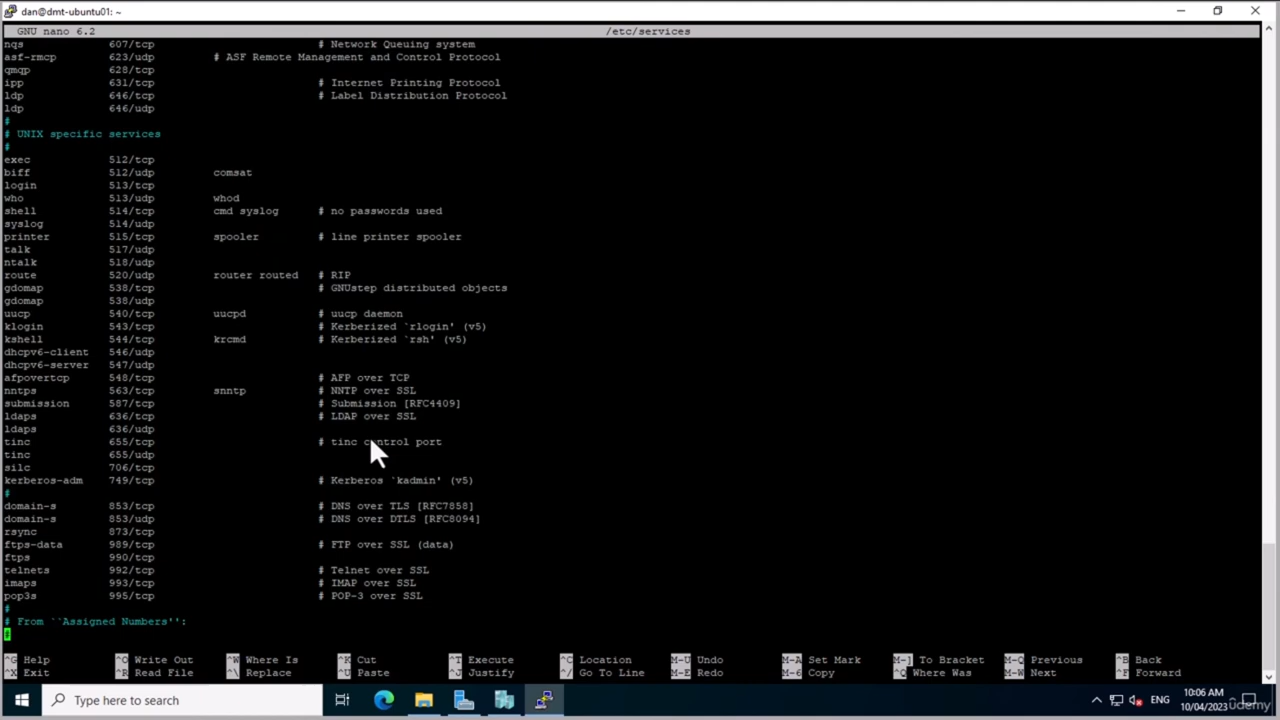 dan@dmt-ubuntu01: ~
GNU nano 6.2 /etc/services
nqs 607/tcp # Network Queuing system
asf-rmcp 623/udp # ASF Remote Management and Control Protocol
qmqp 628/tcp
ipp 631/tcp # Internet Printing Protocol
ldp 646/tcp # Label Distribution Protocol
ldp 646/udp
#
# UNIX specific services
#
exec 512/tcp
biff 512/udp comsat
login 513/tcp
who 513/udp whod
shell 514/tcp cmd syslog # no passwords used
syslog 514/udp
printer 515/tcp spooler # line printer spooler
talk 517/udp
ntalk 518/udp
route 520/udp router routed # RIP
gdomap 538/tcp # GNUstep distributed objects
gdomap 538/udp
uucp 540/tcp uucpd # uucp daemon
klogin 543/tcp # Kerberized `rlogin' (v5)
kshell 544/tcp krcmd # Kerberized `rsh' (v5)
dhcpv6-client 546/udp
dhcpv6-server 547/udp
afpovertcp 548/tcp # AFP over TCP
nntps 563/tcp snntp # NNTP over SSL
submission 587/tcp # Submission [RFC4409]
ldaps 636/tcp # LDAP over SSL
ldaps 636/udp
tinc 655/tcp # tinc control port
tinc 655/udp
silc 706/tcp
kerberos-adm 749/tcp # Kerberos `kadmin' (v5)
#
domain-s 853/tcp # DNS over TLS [RFC7858]
domain-s 853/udp # DNS over DTLS [RFC8094]
rsync 873/tcp
ftps-data 989/tcp # FTP over SSL (data)
ftps 990/tcp
telnets 992/tcp # Telnet over SSL
imaps 993/tcp # IMAP over SSL
pop3s 995/tcp # POP-3 over SSL
#
# From ``Assigned Numbers'':
#
^G Help ^O Write Out ^W Where Is ^K Cut ^T Execute ^C Location M-U Undo M-A Set Mark M-] To Bracket M-Q Previous ^B Back
^X Exit ^R Read File ^\ Replace ^U Paste ^J Justify ^/ Go To Line M-E Redo M-6 Copy ^Q Where Was M-W Next ^F Forward
Type here to search
ENG
10:06 AM
10/04/2023
udemy